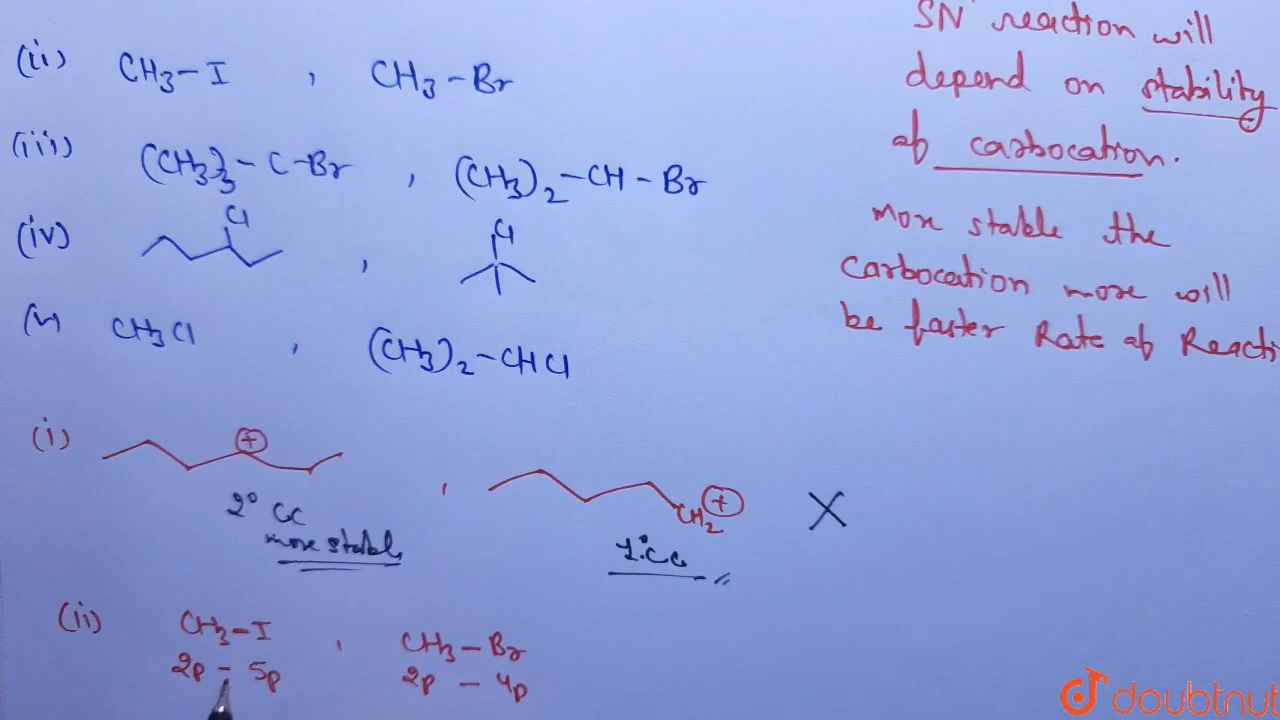 SN¹ reaction will
depend on stability
of carbocation.
more stable the
carbocation more will
be faster Rate of Reacti
(ii) CH₃-I , CH₃-Br
(iii) (CH₃)₃-C-Br , (CH₃)₂-CH-Br
(iv) Cl , Cl
(v) CH₃Cl , (CH₃)₂-CHCl
(i) ⊕ , CH₂ ⊕ X
2° CC 1° CC
more stable
(ii) CH₃-I , CH₃-Br
2p - 5p 2p - 4p
doubtnut